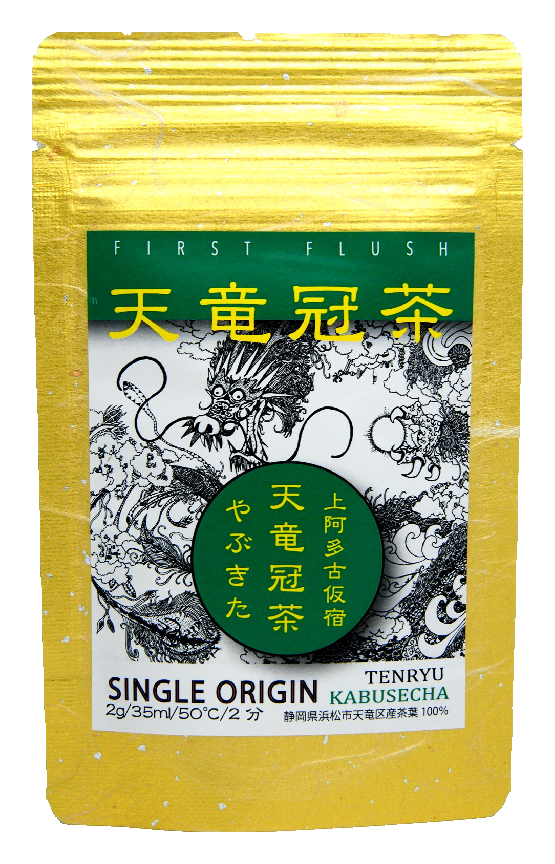 FIRST FLUSH
天竜冠茶
上阿多古仮宿
天竜冠茶
やぶきた
SINGLE ORIGIN
TENRYU
KABUSECHA
2g/35ml/50℃/2分
静岡県浜松市天竜区産茶葉100%